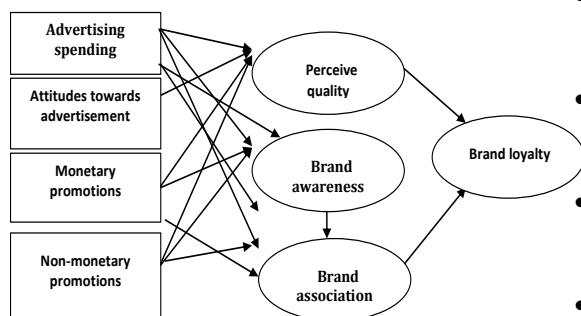 Advertising
spending
Attitudes towards
advertisement
Monetary
promotions
Non-monetary
promotions
Perceive
quality
Brand
awareness
Brand
association
Brand loyalty